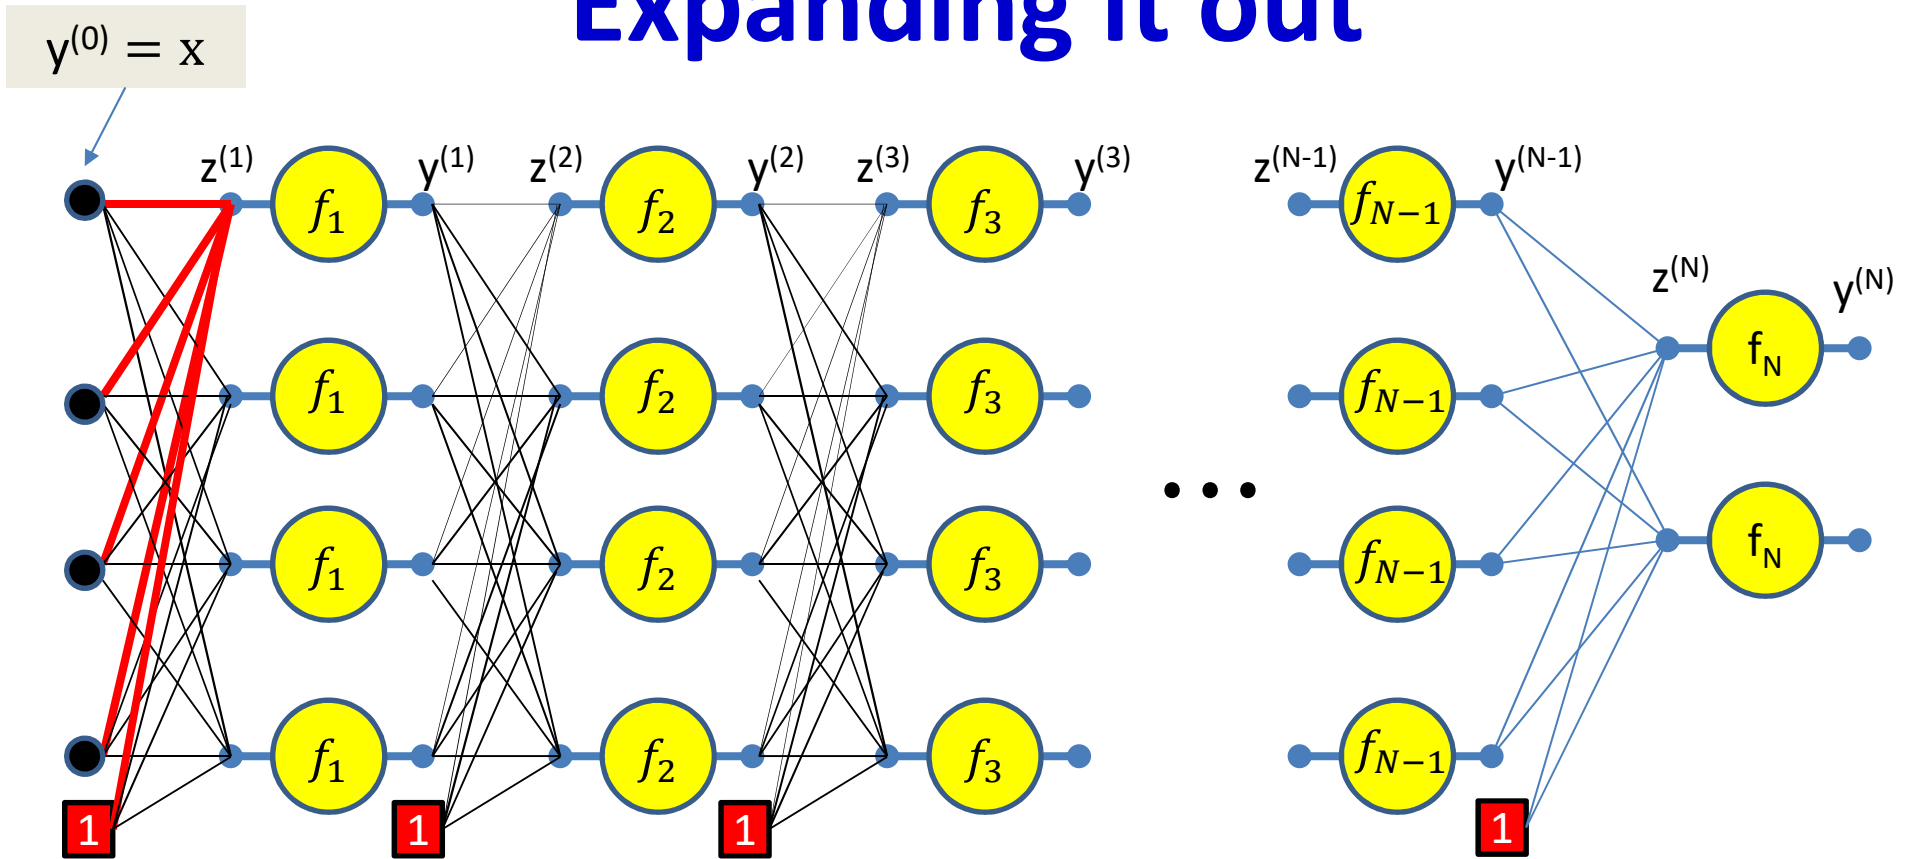 Expanding it out
y(0) = x
z(1) y(1) z(2) y(2) z(3) y(3) z(N-1) y(N-1)
f1 f2 f3 fN−1
z(N) y(N)
fN
f1 f2 f3 fN−1
...
fN
f1 f2 f3 fN−1
f1 f2 f3 fN−1
1 1 1 1